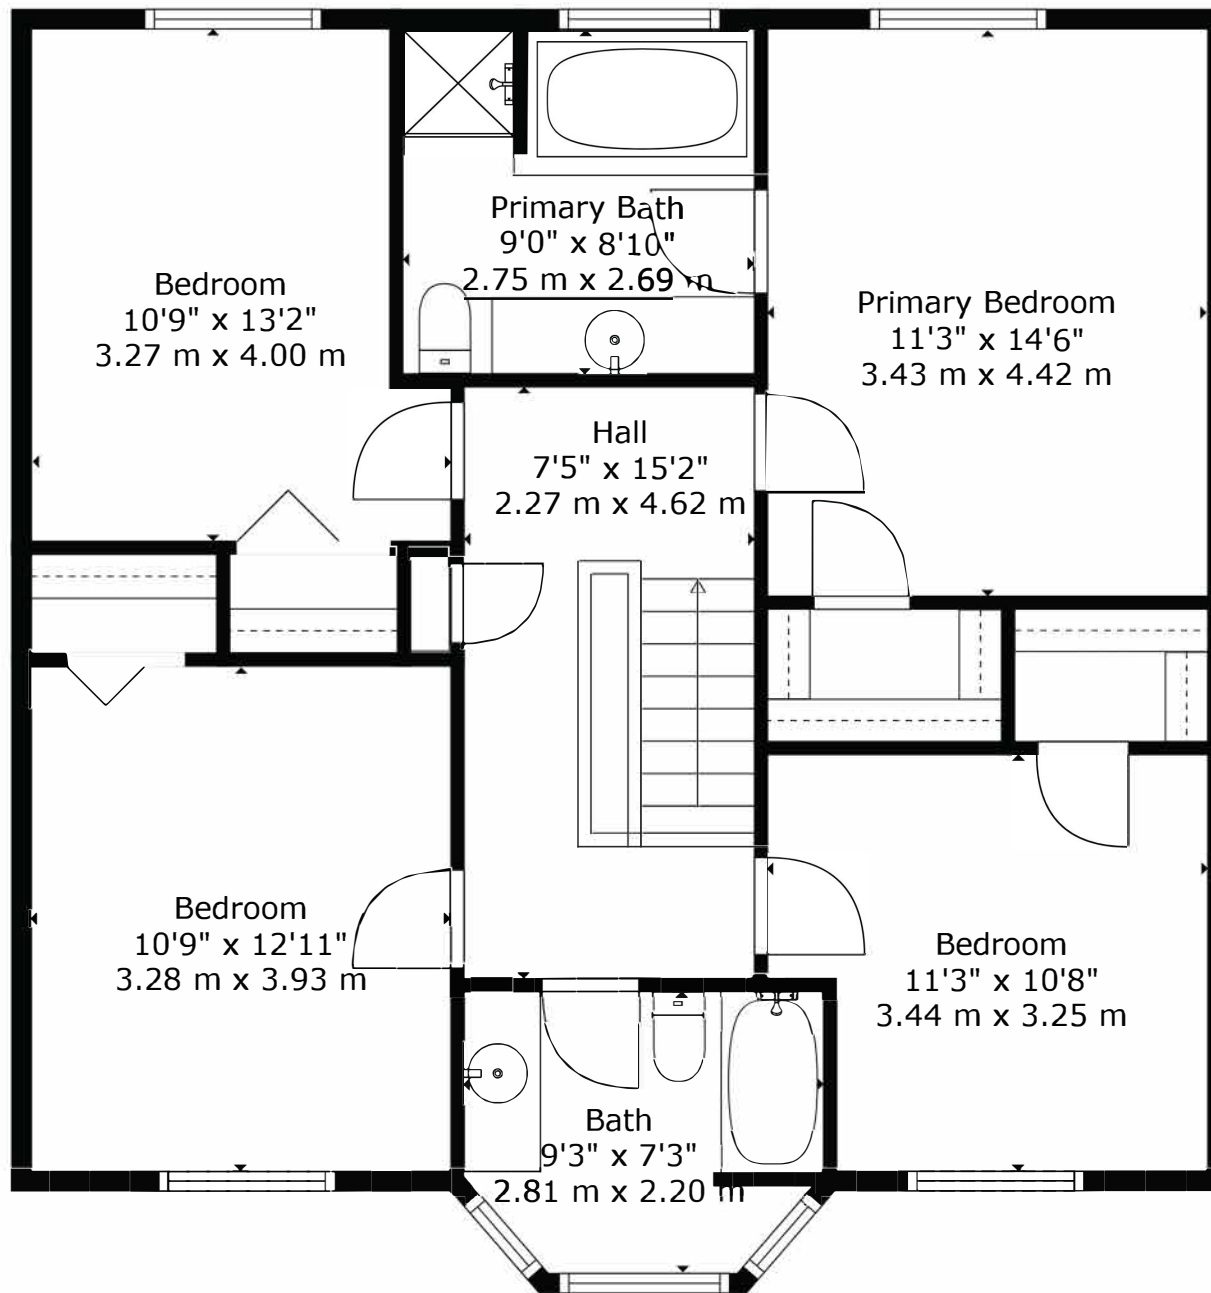 Primary Bath
9'0" x 8'10"
2.75 m x 2.69 m
Bedroom
10'9" x 13'2"
3.27 m x 4.00 m
Primary Bedroom
11'3" x 14'6"
3.43 m x 4.42 m
Hall
7'5" x 15'2"
2.27 m x 4.62 m
Bedroom
10'9" x 12'11"
3.28 m x 3.93 m
Bedroom
11'3" x 10'8"
3.44 m x 3.25 m
Bath
9'3" x 7'3"
2.81 m x 2.20 m